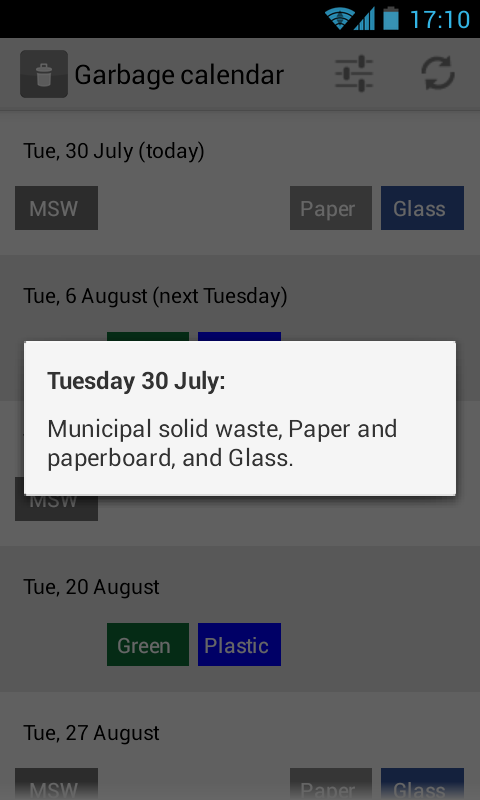 17:10
Garbage calendar
Tue, 30 July (today)
MSW Paper Glass
Tue, 6 August (next Tuesday)
Tuesday 30 July:
Municipal solid waste, Paper and
paperboard, and Glass.
MSW
Tue, 20 August
Green Plastic
Tue, 27 August
MSW Paper Glass